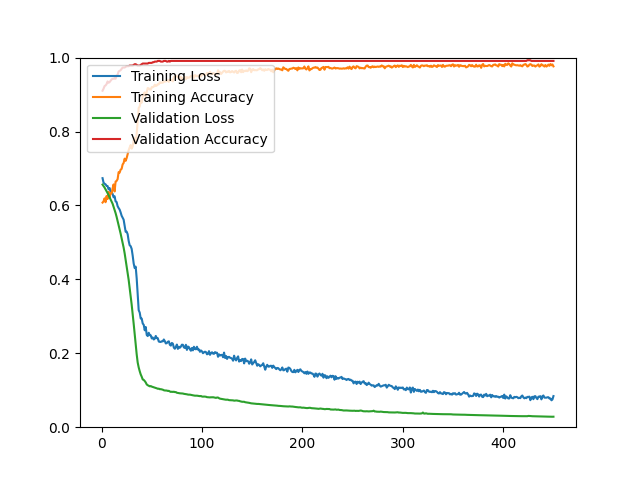 1.0
0.8
0.6
0.4
0.2
0.0
Training Loss
Training Accuracy
Validation Loss
Validation Accuracy
0 100 200 300 400